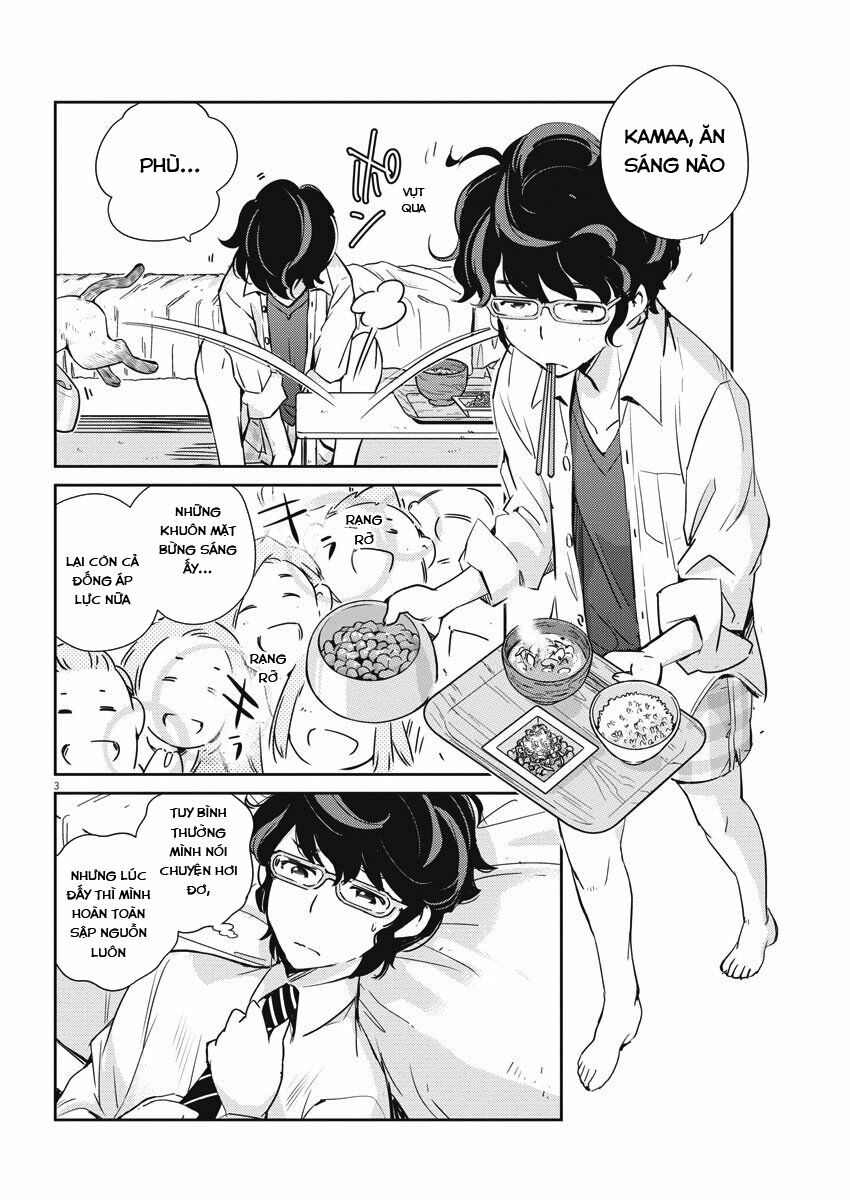 KAMAA, ĂN
SÁNG NÀO
ポン
VỤT
QUA
PHÙ...
RẠNG
RỠ
NHỮNG
KHUÔN MẶT
BỪNG SÁNG
ẤY...
LẠI CÒN CẢ
ĐỐNG ÁP
LỰC NỮA
RẠNG
RỠ
3
TUY BÌNH
THƯỜNG
MÌNH NÓI
CHUYỆN HƠI
ĐƠ,
NHƯNG LÚC
ĐẤY THÌ MÌNH
HOÀN TOÀN
SẬP NGUỒN
LUÔN